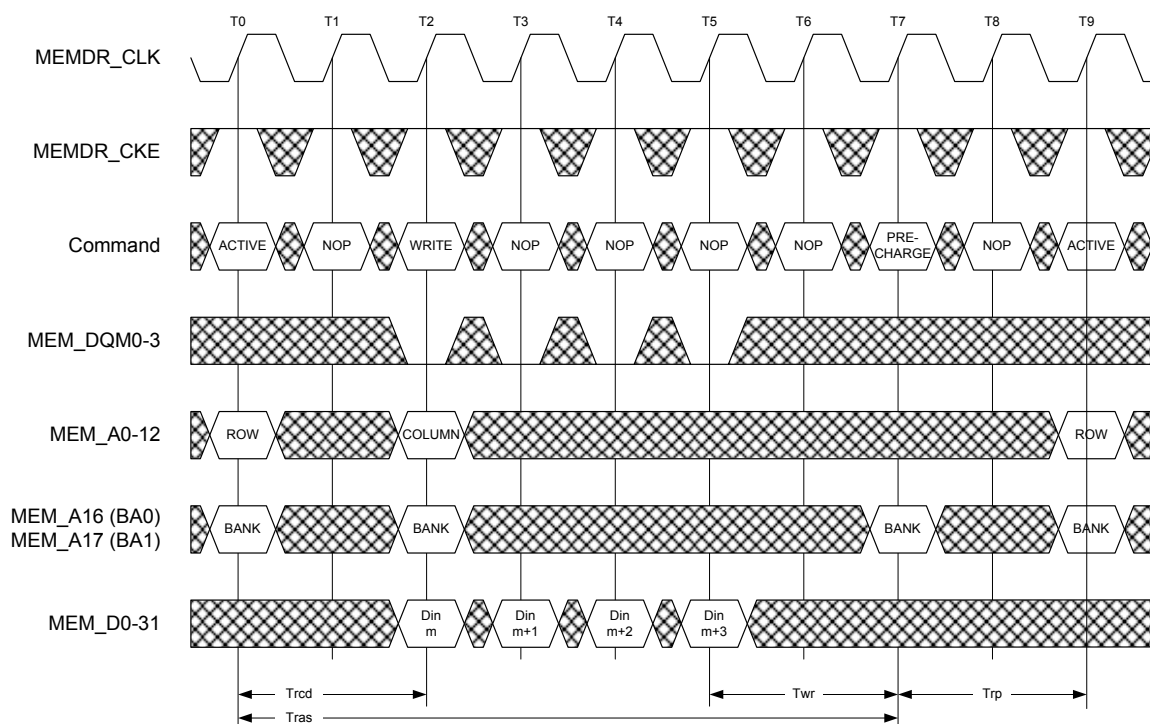 T0 T1 T2 T3 T4 T5 T6 T7 T8 T9
MEMDR_CLK
MEMDR_CKE
Command ACTIVE NOP WRITE NOP NOP NOP NOP PRE- CHARGE NOP ACTIVE
MEM_DQM0-3
MEM_A0-12 ROW COLUMN ROW
MEM_A16 (BA0)
MEM_A17 (BA1) BANK BANK BANK BANK
MEM_D0-31 Din m Din m+1 Din m+2 Din m+3
Trcd Twr Trp
Tras